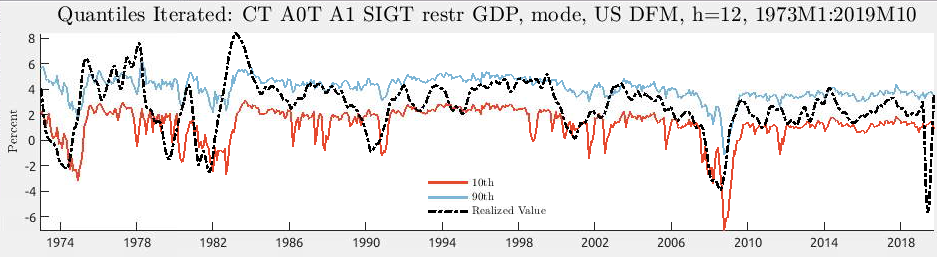 Quantiles Iterated: CT A0T A1 SIGT restr GDP, mode, US DFM, h=12, 1973M1:2019M10
8
6
4
2
0
-2
-4
-6
Percent
10th
90th
Realized Value
1974 1978 1982 1986 1990 1994 1998 2002 2006 2010 2014 2018